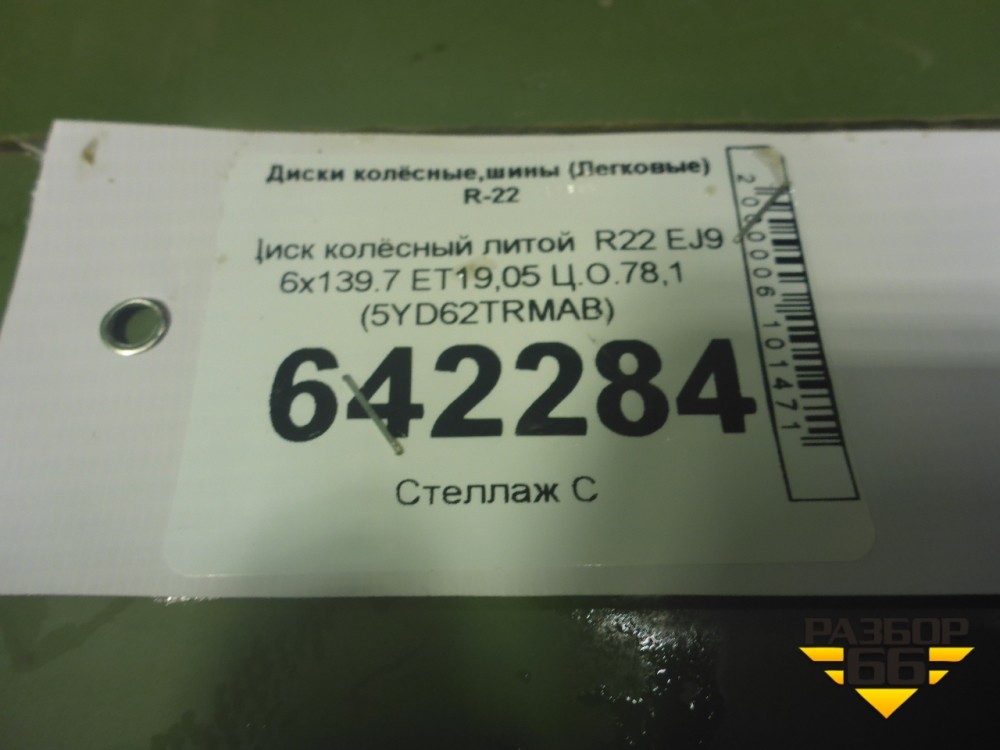 Диски колёсные,шины (Легковые)
R-22
Диск колёсный литой R22 EJ9
6x139.7 ET19,05 Ц.О.78,1
(5YD62TRMAB)
642284
Стеллаж С
2000006101471
РАЗБОР
66